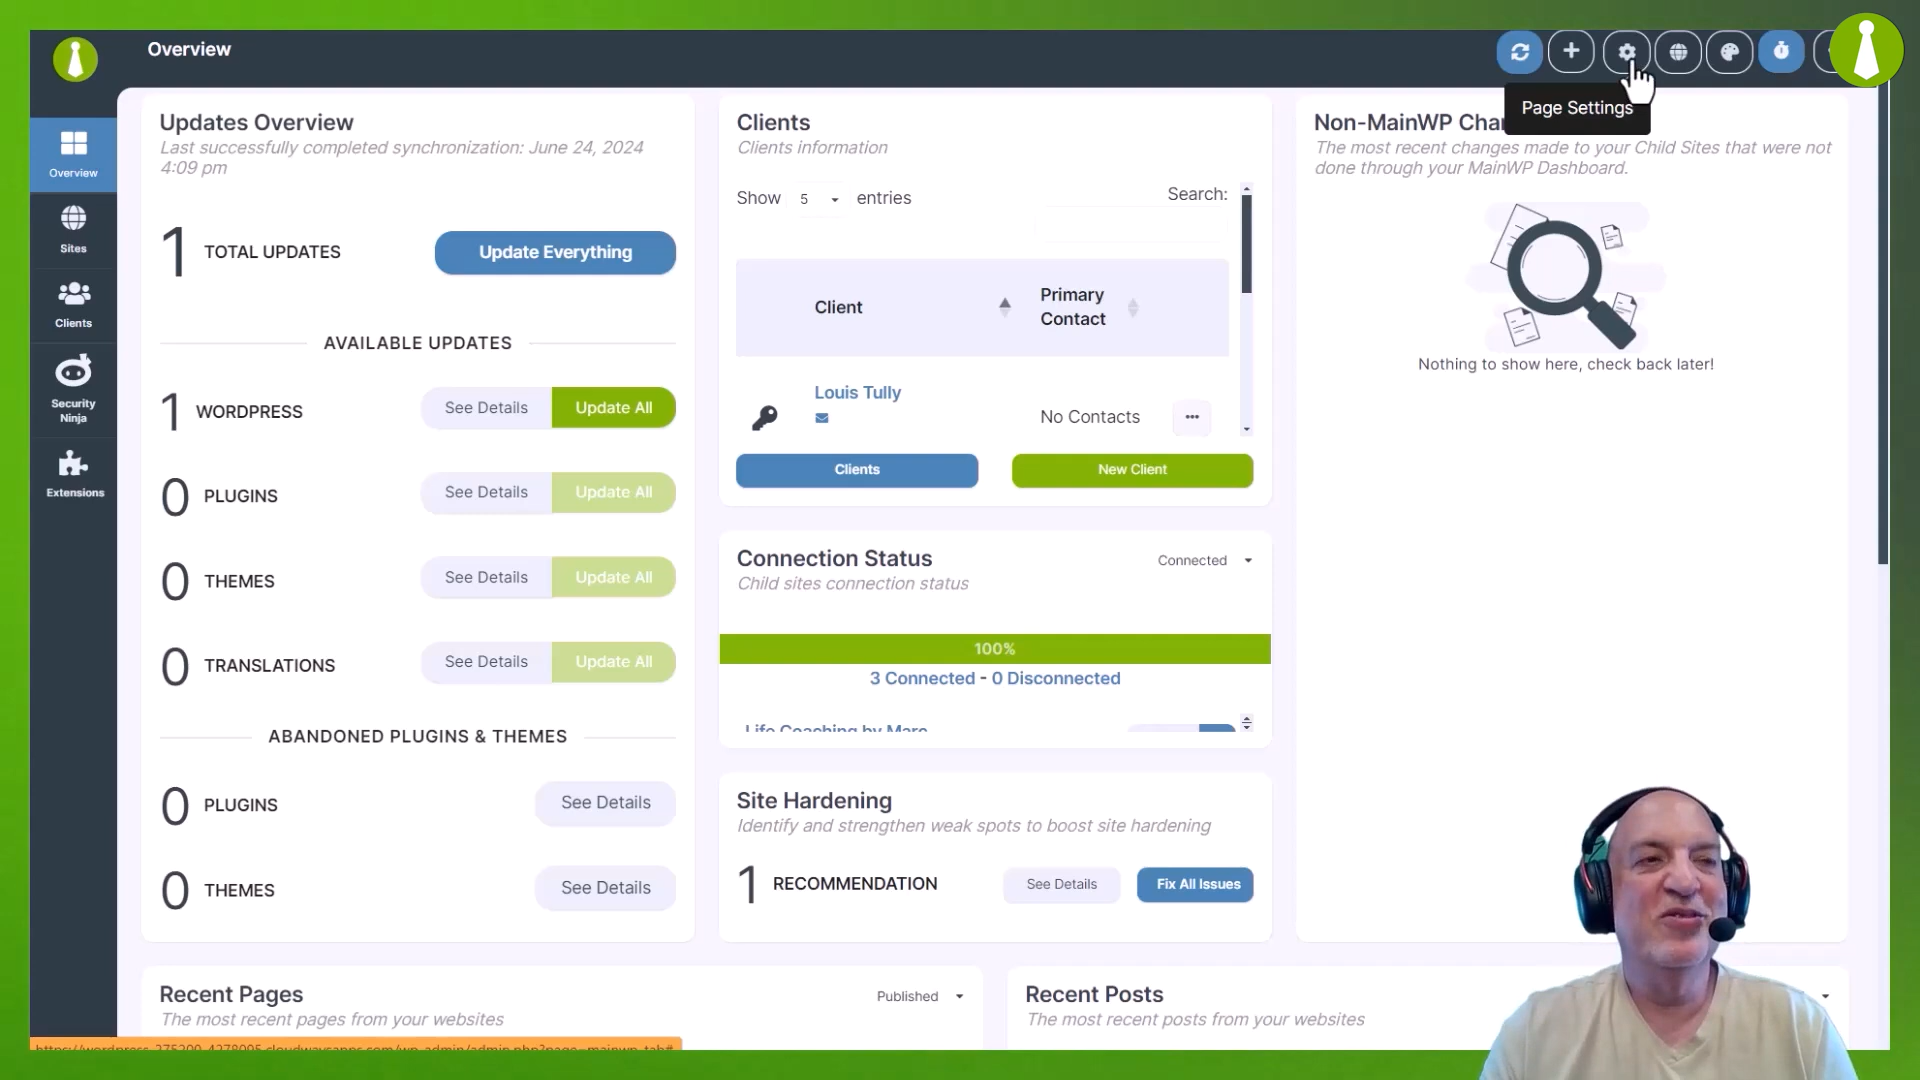 Overview
Page Settings
Overview
Sites
Clients
Security
Ninja
Extensions
Updates Overview
Last successfully completed synchronization: June 24, 2024
4:09 pm
1 TOTAL UPDATES
Update Everything
AVAILABLE UPDATES
1 WORDPRESS
See Details
Update All
0 PLUGINS
See Details
Update All
0 THEMES
See Details
Update All
0 TRANSLATIONS
See Details
Update All
ABANDONED PLUGINS & THEMES
0 PLUGINS
See Details
0 THEMES
See Details
Clients
Clients information
Show 5 entries
Search:
Client
Primary
Contact
Louis Tully
No Contacts
Clients
New Client
Connection Status
Connected
Child sites connection status
100%
3 Connected - 0 Disconnected
Life Coaching by Marc
Site Hardening
Identify and strengthen weak spots to boost site hardening
1 RECOMMENDATION
See Details
Fix All Issues
Non-MainWP Cha
The most recent changes made to your Child Sites that were not
done through your MainWP Dashboard.
Nothing to show here, check back later!
Recent Pages
Published
The most recent pages from your websites
Recent Posts
The most recent posts from your websites